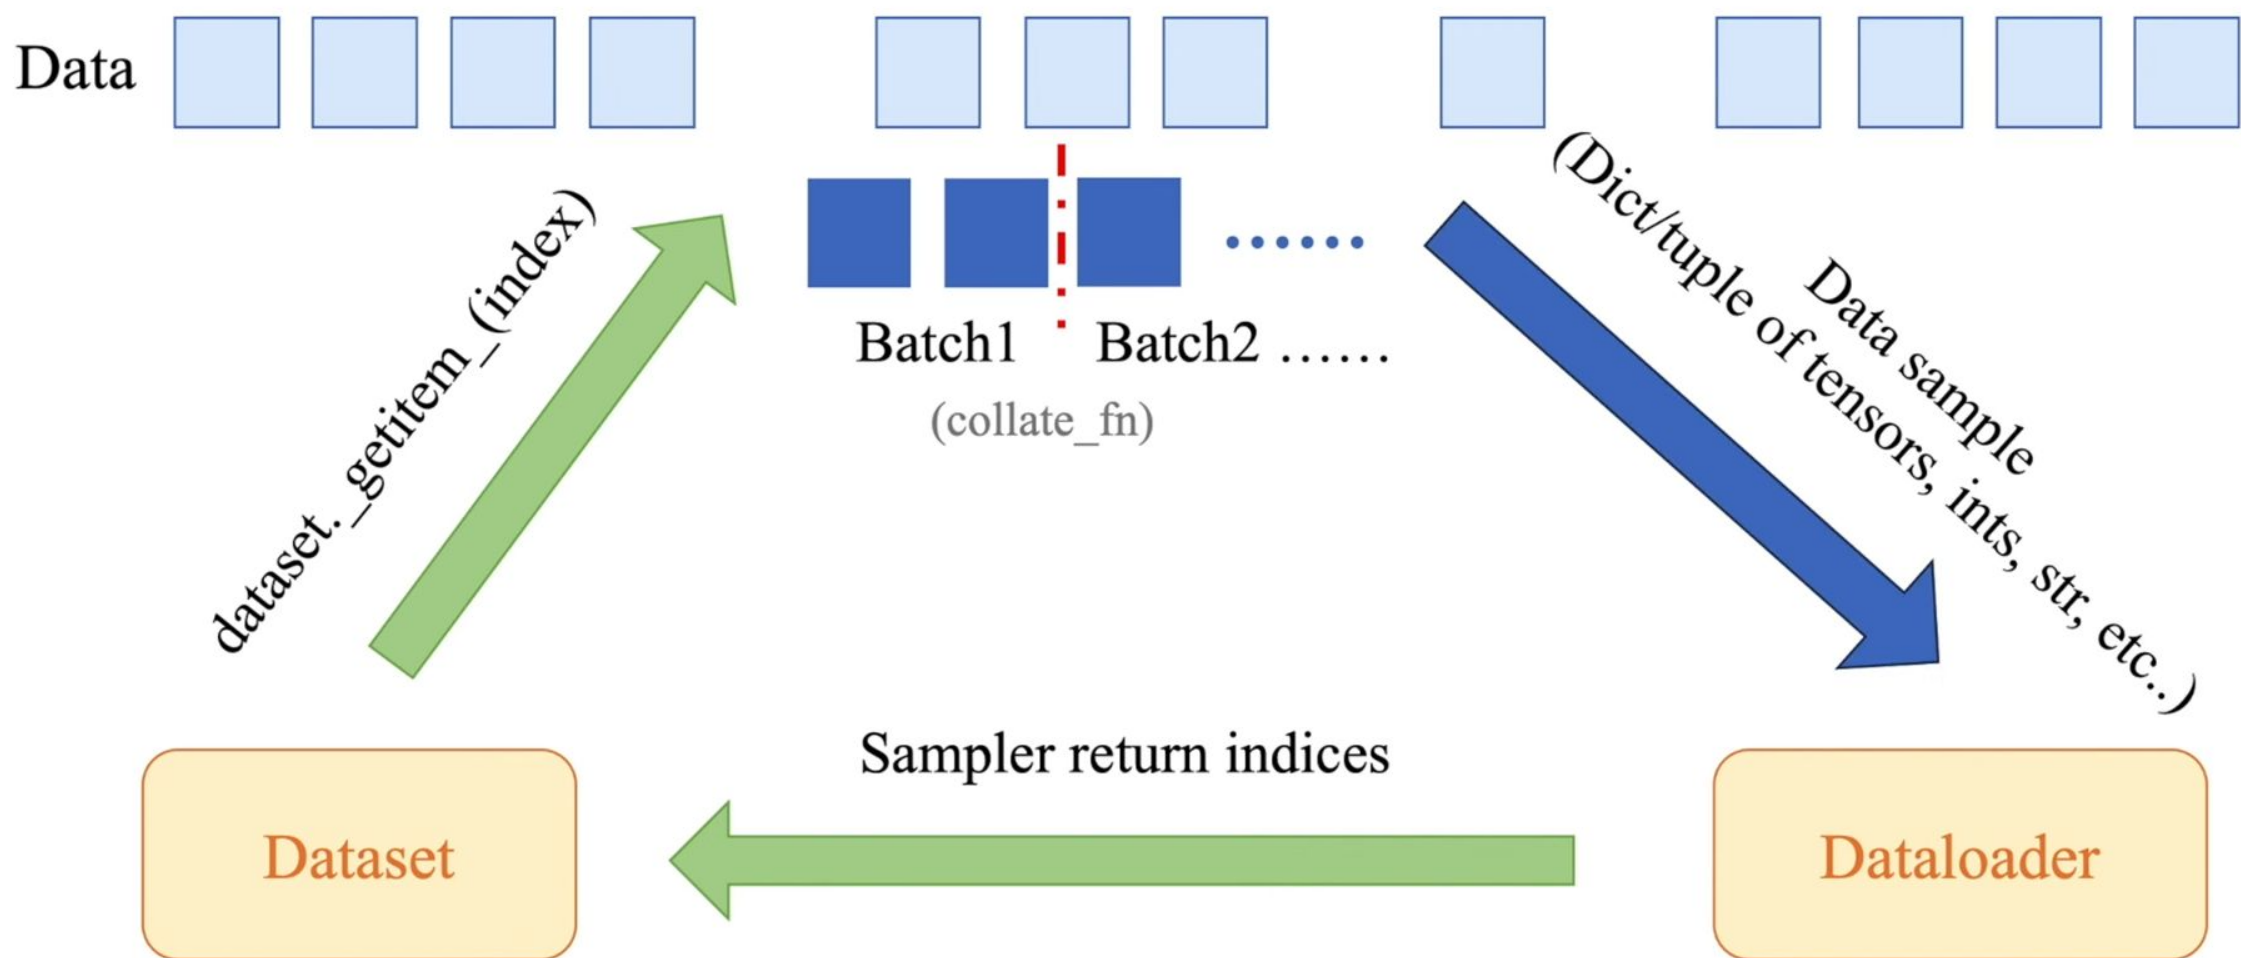 Data
dataset._getitem_(index)
Batch1
Batch2 ......
(collate_fn)
Data sample
(Dict/tuple of tensors, ints, str, etc..)
Sampler return indices
Dataset
Dataloader